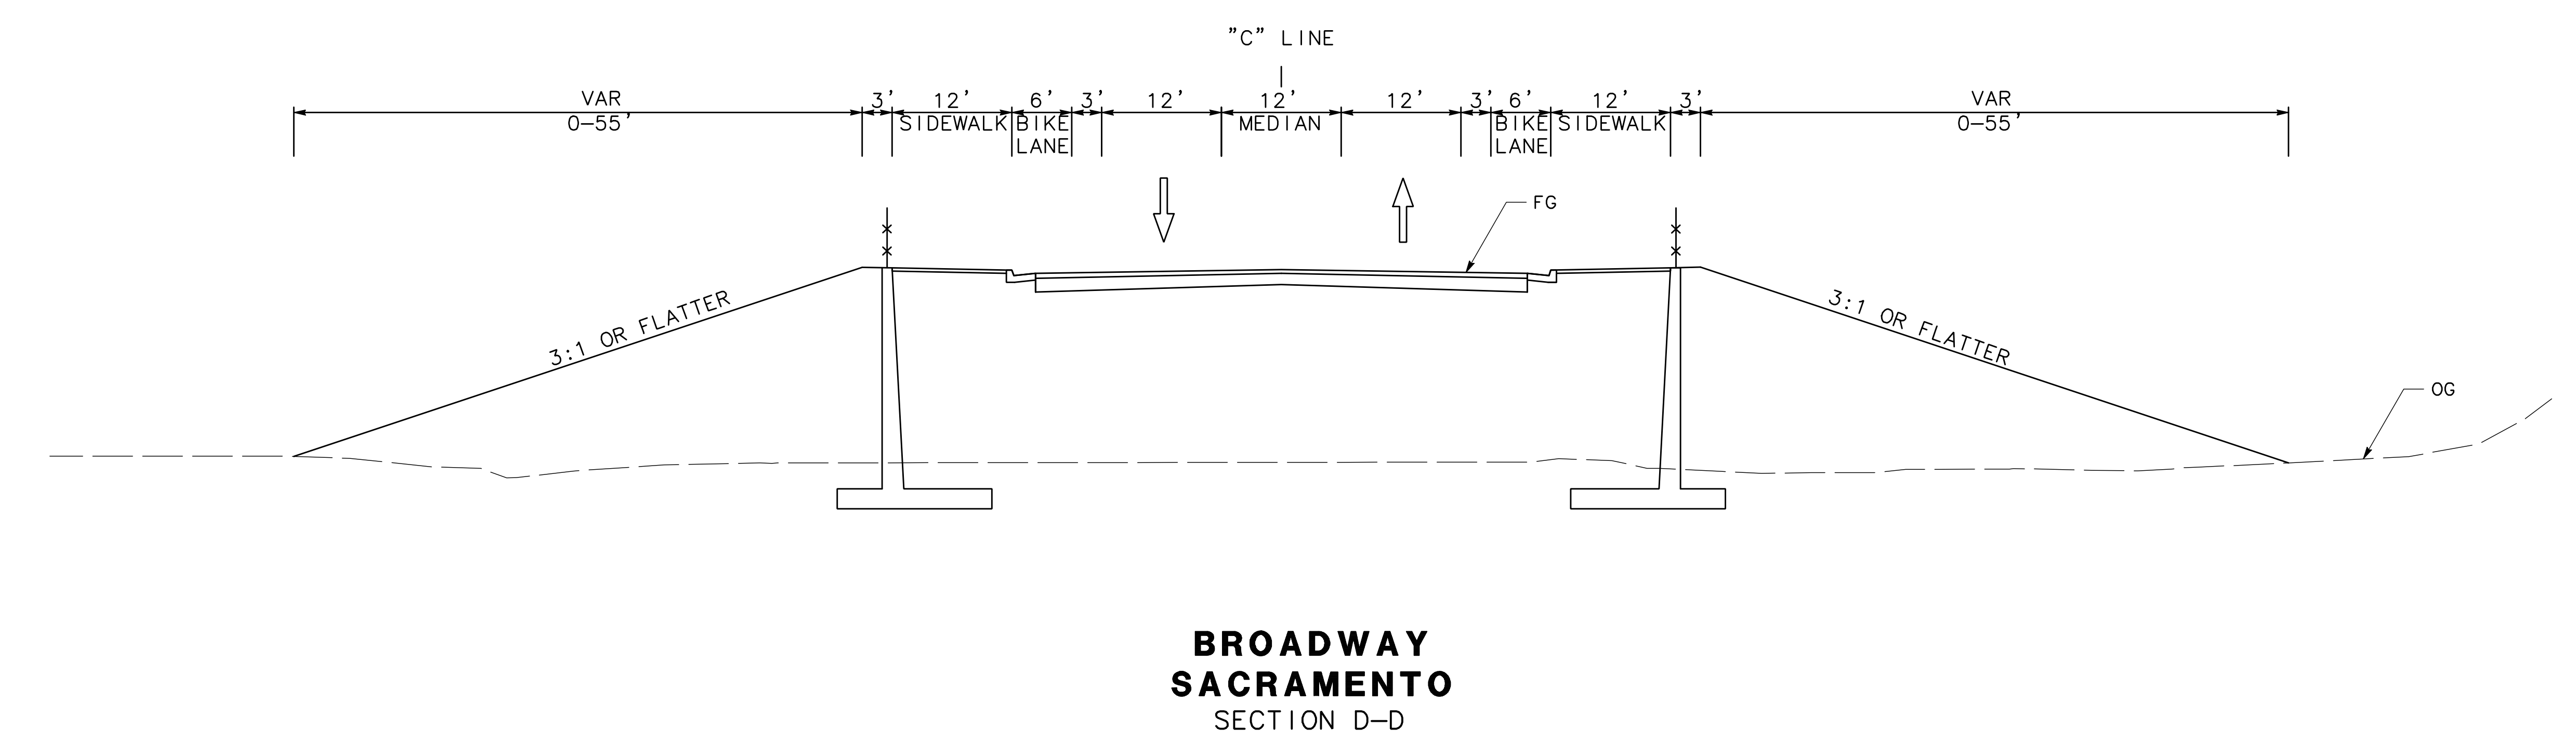 "C" LINE
VAR 3' 12' 6' 3' 12' 12' 12' 3' 6' 12' 3' VAR
0-55' SIDEWALK BIKE MEDIAN BIKE SIDEWALK 0-55'
LANE LANE
FG
3:1 OR FLATTER 3:1 OR FLATTER
OG
BROADWAY
SACRAMENTO
SECTION D-D